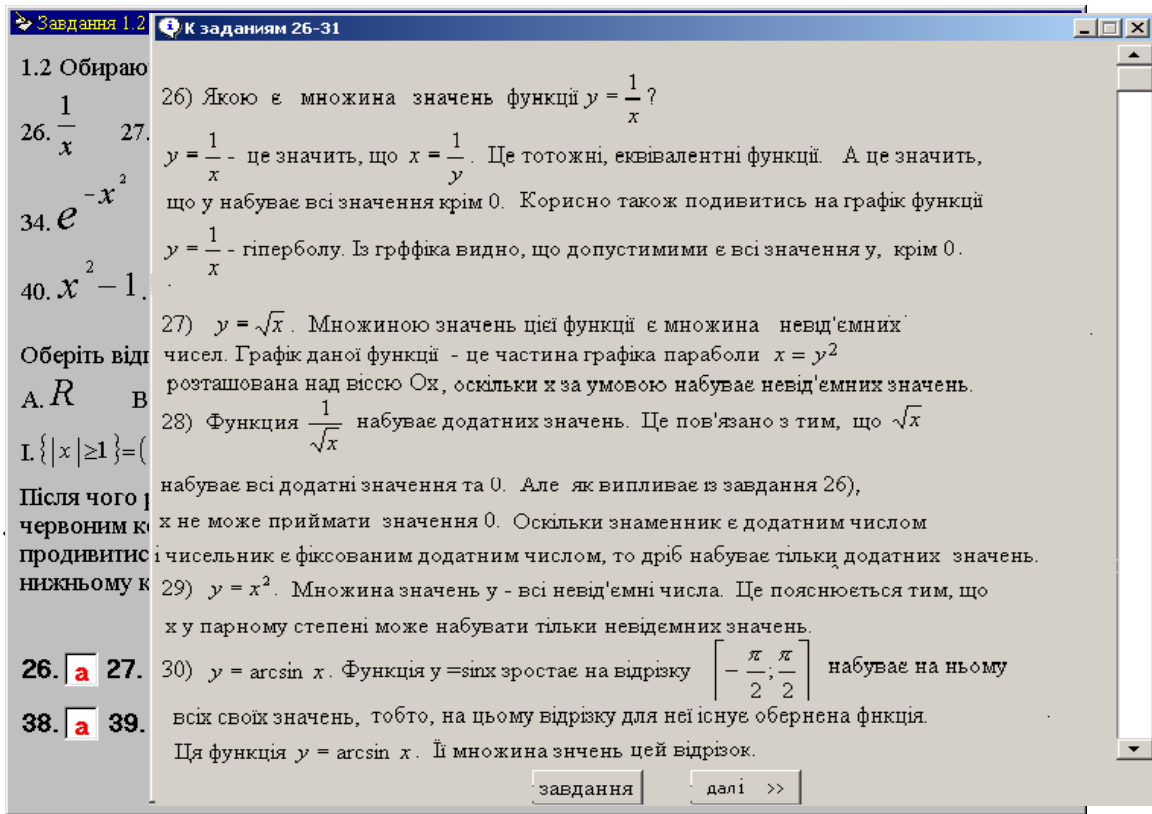 Завдання 1.2
К заданиям 26-31
1.2 Обираю
26. 1/x 27.
34. e^(-x^2)
40. x^2 – 1.
Оберіть відп
A. R B
I. {|x|≥1}=(
Після чого р
червоним к
продивитис
нижньому к
26. a 27.
38. a 39.
26) Якою є множина значень функції y = 1/x ?
y = 1/x - це значить, що x = 1/y . Це тотожні, еквівалентні функції. А це значить,
що у набуває всі значення крім 0. Корисно також подивитись на графік функції
y = 1/x - гіперболу. Із грффіка видно, що допустимими є всі значення у, крім 0.
27) y = √x . Множиною значень цієї функції є множина невід'ємних
чисел. Графік даної функції - це частина графіка параболи x = y^2
розташована над віссю Ох, оскільки х за умовою набуває невід'ємних значень.
28) Функция 1/√x набуває додатних значень. Це пов'язано з тим, що √x
набуває всі додатні значення та 0. Але як випливає із завдання 26),
х не може приймати значення 0. Оскільки знаменник є додатним числом
і чисельник є фіксованим додатним числом, то дріб набуває тільки додатних значень.
29) y = x^2. Множина значень у - всі невід'ємні числа. Це пояснюється тим, що
х у парному степені може набувати тільки невідємних значень.
30) y = arcsin x. Функція у =sinx зростає на відрізку [-π/2; π/2] набуває на ньому
всіх своїх значень, тобто, на цьому відрізку для неї існує обернена фнкція.
Ця функція y = arcsin x. Її множина знчень цей відрізок.
завдання
далі >>